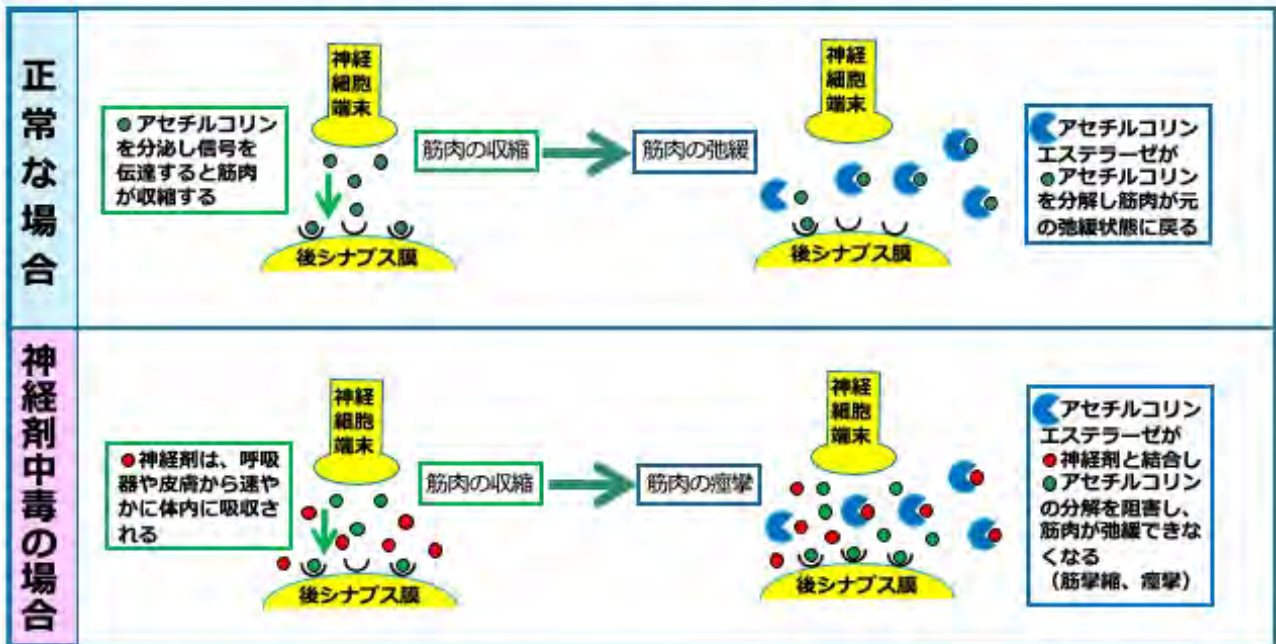 正常な場合
神経
細胞
端末
●アセチルコリン
を分泌し信号を
伝達すると筋肉
が収縮する
後シナプス膜
筋肉の収縮
筋肉の弛緩
神経
細胞
端末
後シナプス膜
アセチルコリン
エステラーゼが
●アセチルコリン
を分解し筋肉が元
の弛緩状態に戻る
神経剤中毒の場合
神経
細胞
端末
●神経剤は、呼吸
器や皮膚から速や
かに体内に吸収さ
れる
後シナプス膜
筋肉の収縮
筋肉の痙攣
神経
細胞
端末
後シナプス膜
アセチルコリン
エステラーゼが
●神経剤と結合し
●アセチルコリン
の分解を阻害し、
筋肉が弛緩できな
くなる
（筋攣縮、痙攣）